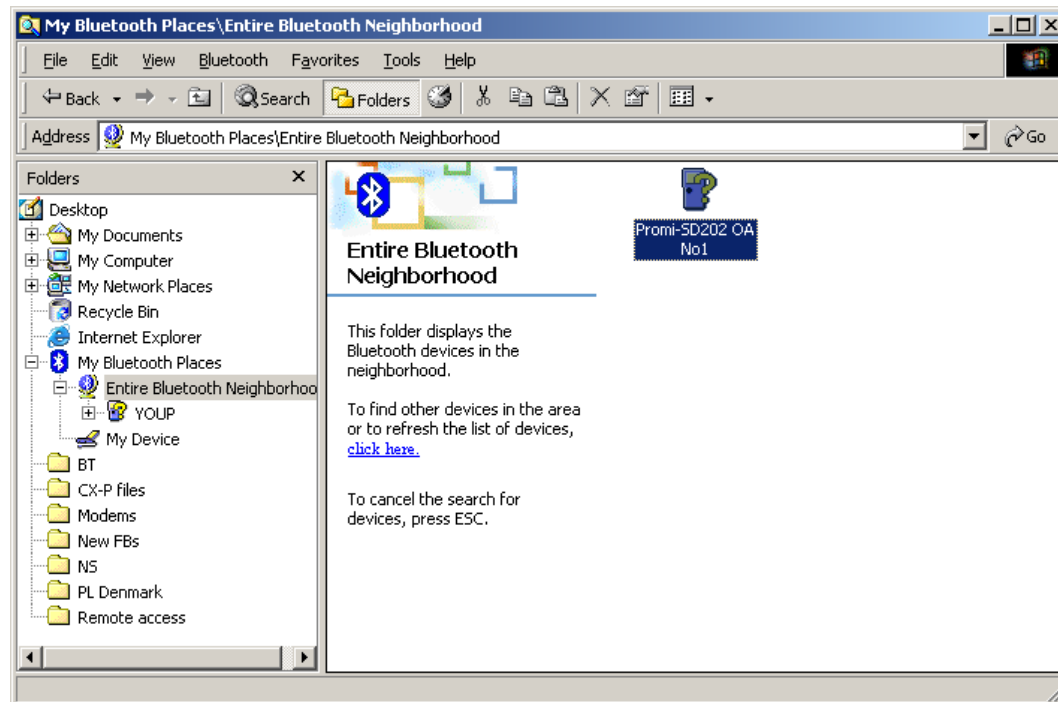 My Bluetooth Places\Entire Bluetooth Neighborhood
File Edit View Bluetooth Favorites Tools Help
Back Search Folders
Address My Bluetooth Places\Entire Bluetooth Neighborhood Go
Folders
Desktop
My Documents
My Computer
My Network Places
Recycle Bin
Internet Explorer
My Bluetooth Places
Entire Bluetooth Neighborhoo
YOUP
My Device
BT
CX-P files
Modems
New FBs
NS
PL Denmark
Remote access
Entire Bluetooth
Neighborhood
This folder displays the
Bluetooth devices in the
neighborhood.
To find other devices in the area
or to refresh the list of devices,
click here.
To cancel the search for
devices, press ESC.
Promi-SD202 OA
No1